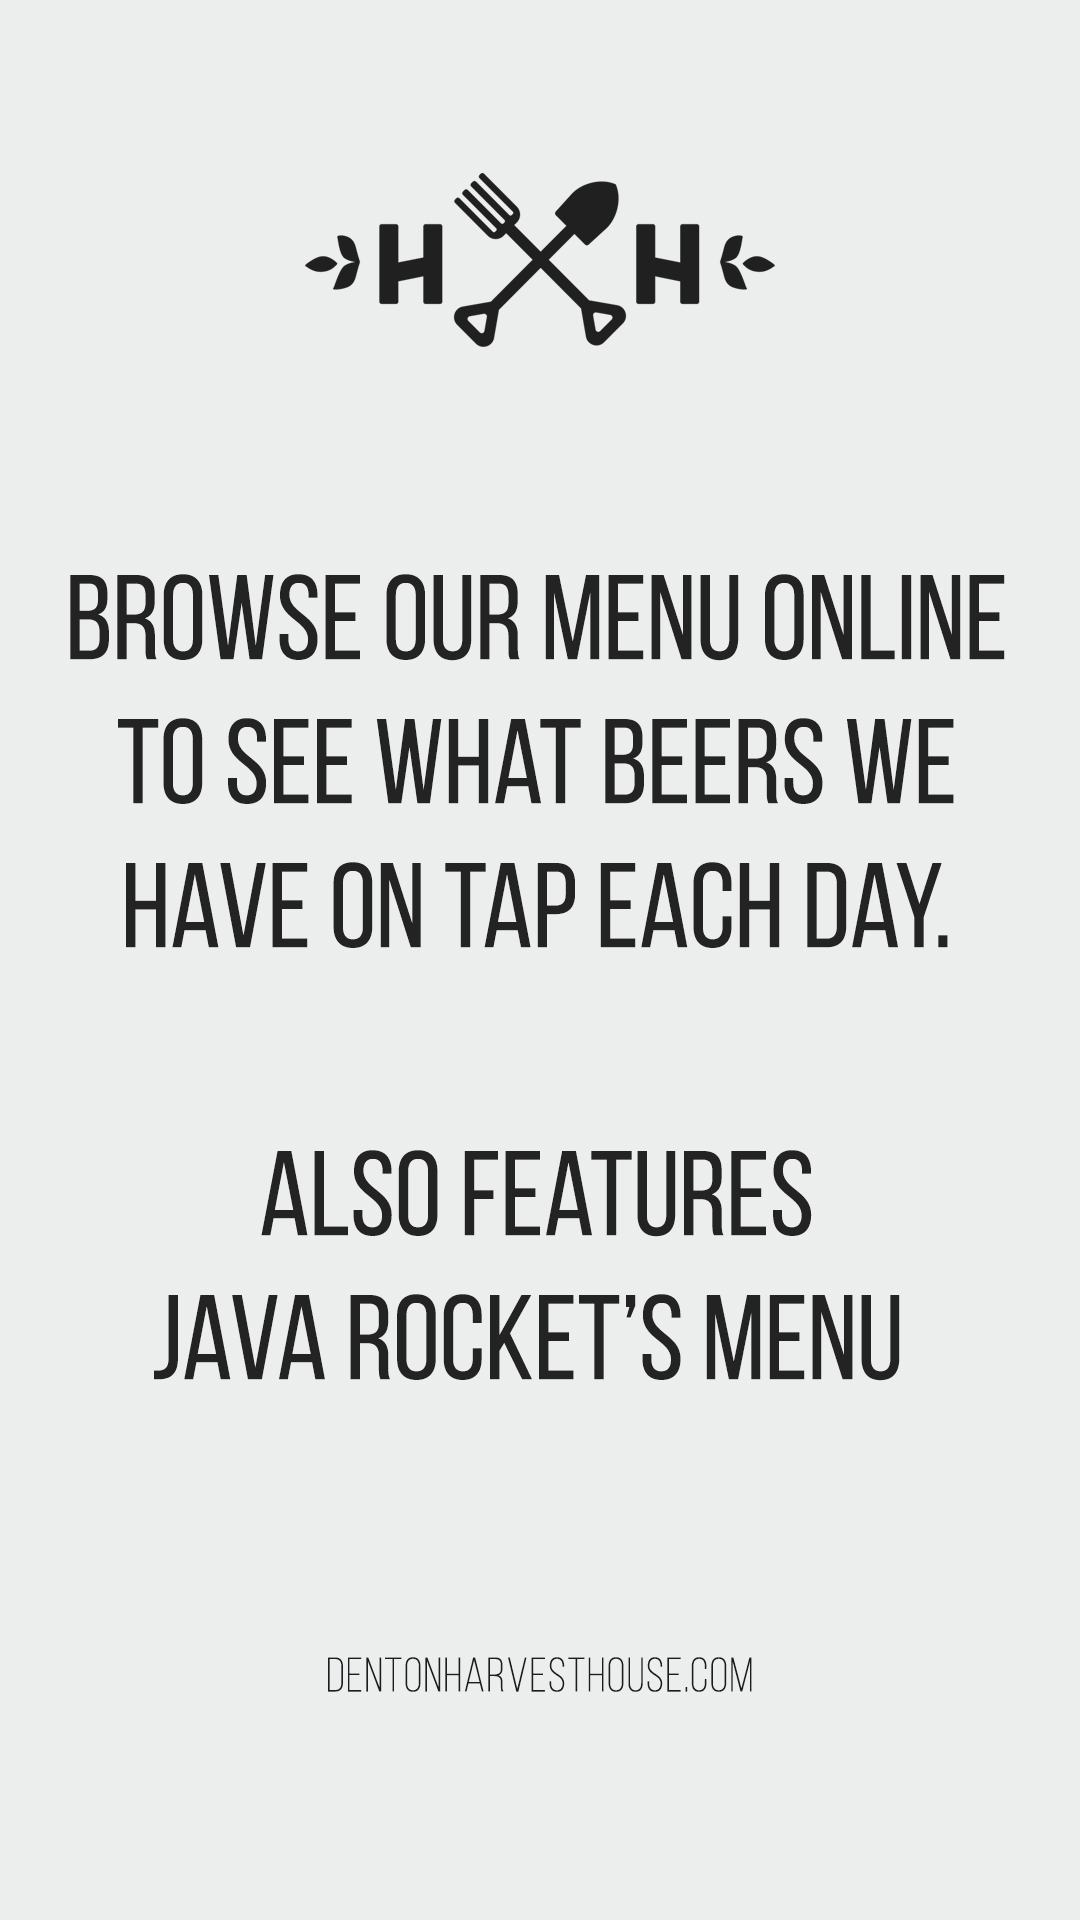 H H
BROWSE OUR MENU ONLINE
TO SEE WHAT BEERS WE
HAVE ON TAP EACH DAY.
ALSO FEATURES
JAVA ROCKET’S MENU
DENTONHARVESTHOUSE.COM